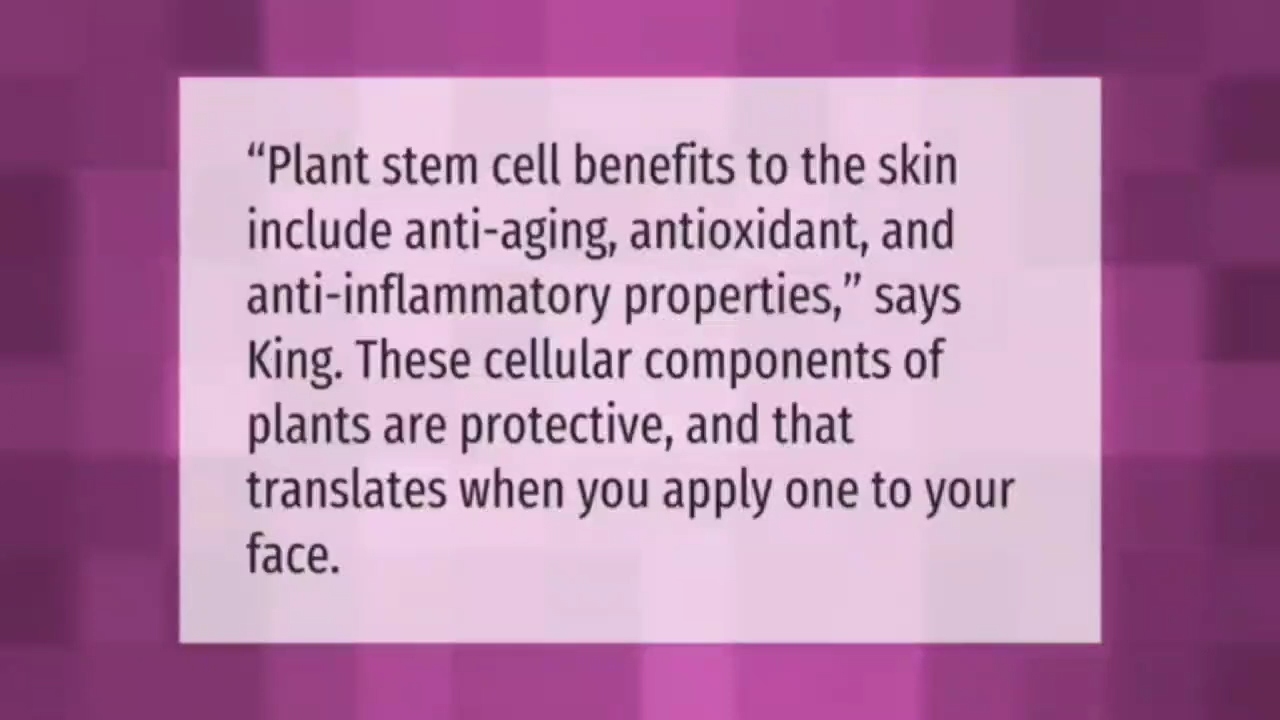 “Plant stem cell benefits to the skin
include anti-aging, antioxidant, and
anti-inflammatory properties,” says
King. These cellular components of
plants are protective, and that
translates when you apply one to your
face.